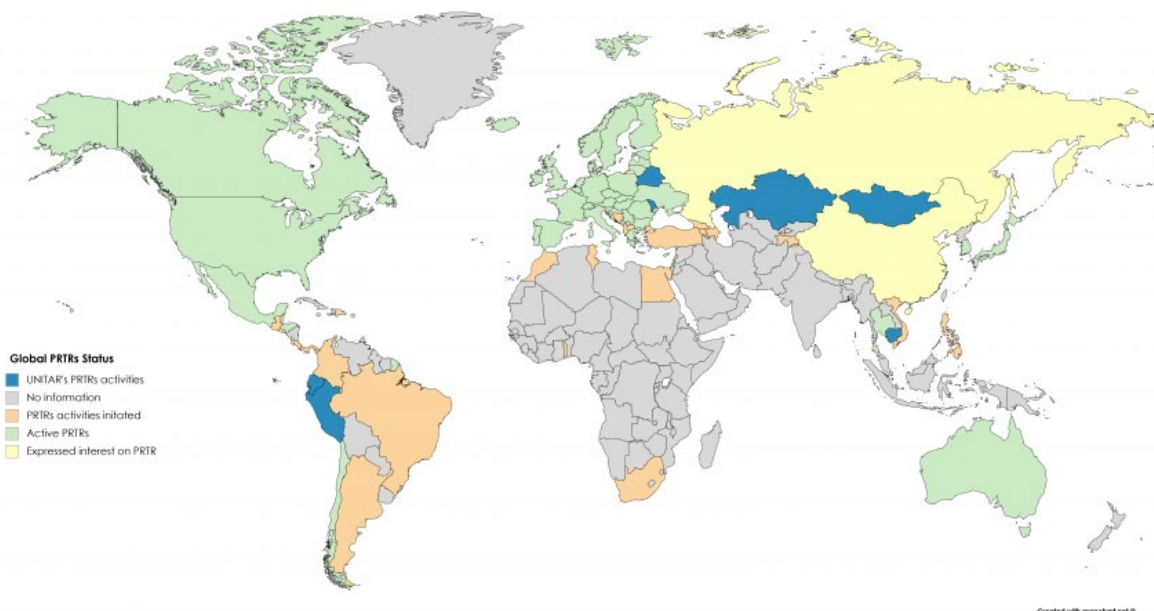 Global PRTRs Status
UNITAR's PRTRs activities
No information
PRTRs activities initated
Active PRTRs
Expressed interest on PRTR